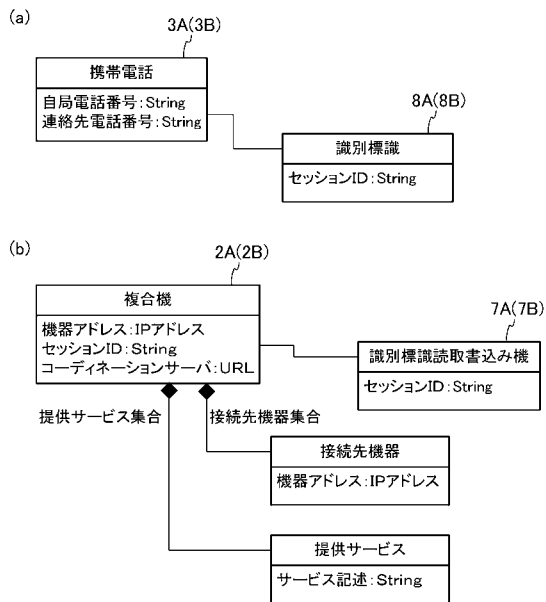 (a)
3A(3B)
携帯電話
自局電話番号:String
連絡先電話番号:String
8A(8B)
識別標識
セッションID:String
(b)
2A(2B)
複合機
機器アドレス:IPアドレス
セッションID:String
コーディネーションサーバ:URL
7A(7B)
識別標識読取書込み機
セッションID:String
提供サービス集合
接続先機器集合
接続先機器
機器アドレス:IPアドレス
提供サービス
サービス記述:String